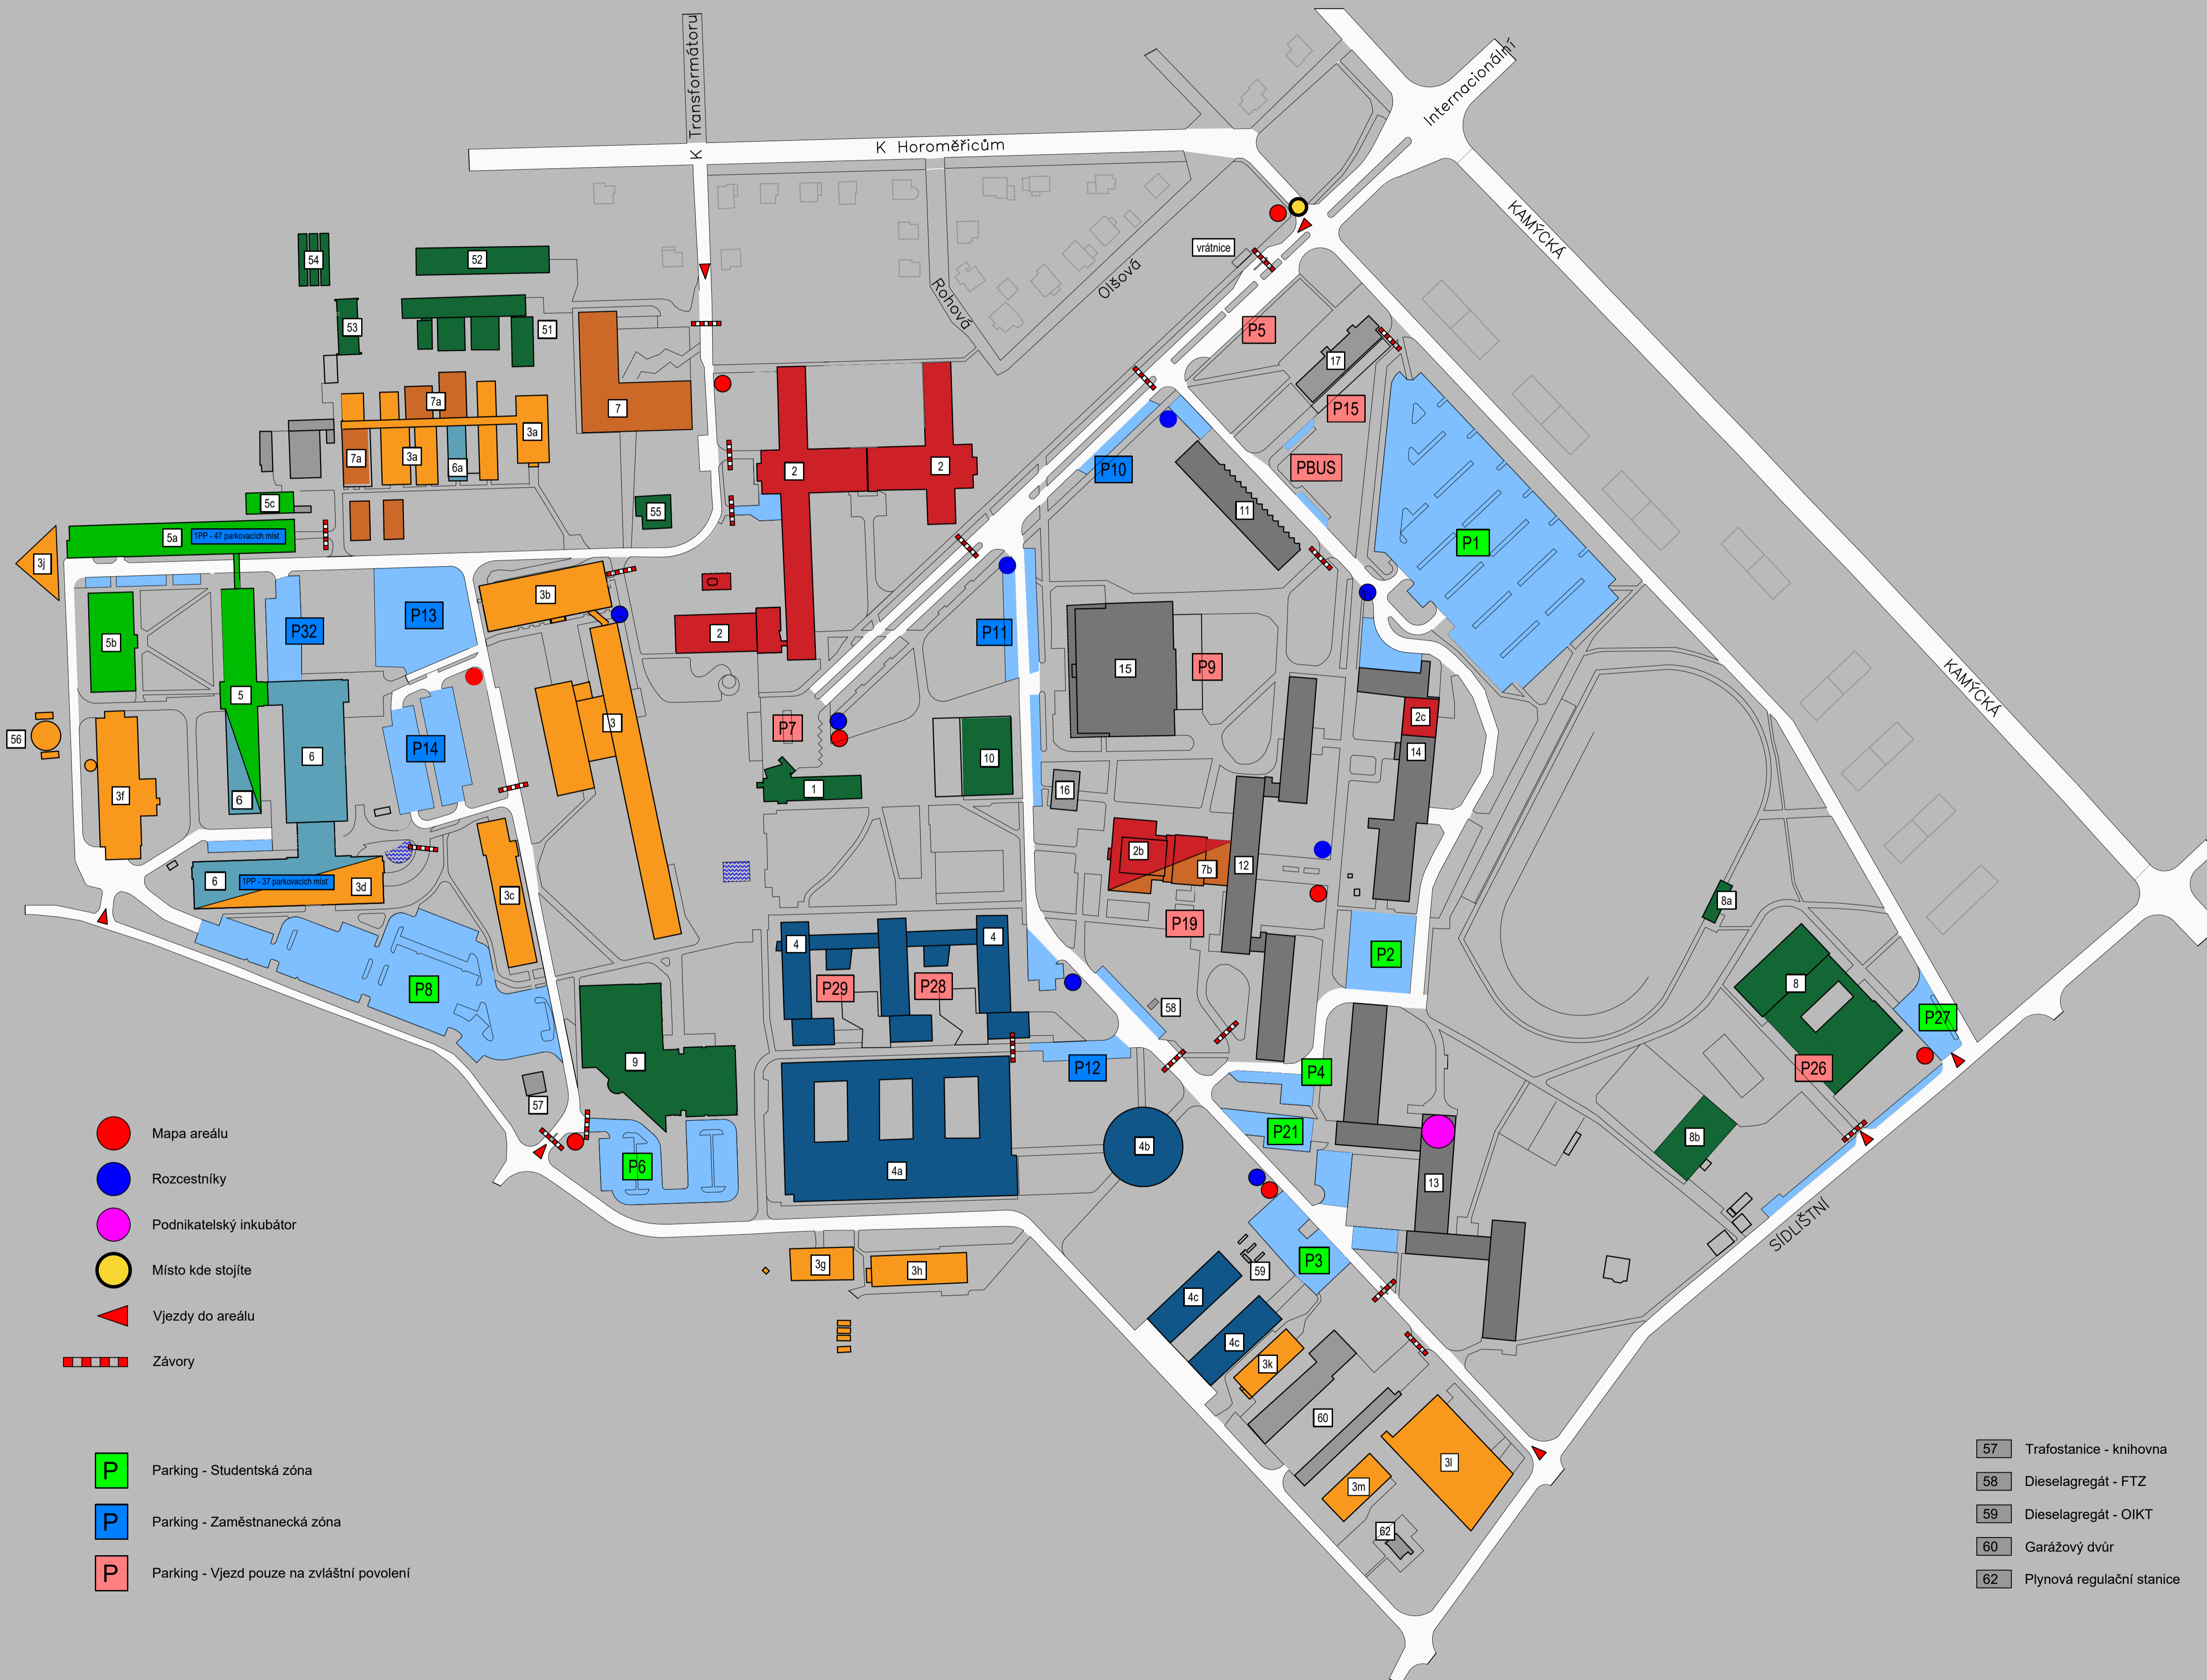 K Transformátoru
K Horoměřicům
Internacionální
KAMÝCKÁ
vrátnice
Olšová
Rohová
54
52
53
51
P5
17
7
7a
3a
7a
3a
6a
P15
2
2
P10
PBUS
5c
11
55
5a
1PP - 47 parkovacích míst
P1
3j
3b
P13
P32
5b
2
P11
15
P9
KAMÝCKÁ
5
3
P7
2c
56
P14
6
10
14
3f
6
1
16
2b
7b
12
6
1PP - 37 parkovacích míst
3d
3c
8a
P19
4
4
P2
P8
P29
P28
8
58
P27
9
P12
P4
P26
57
P21
8b
4b
P6
4a
13
SÍDLIŠTNÍ
3g
3h
59
P3
4c
4c
3k
60
3l
3m
62
Mapa areálu
Rozcestníky
Podnikatelský inkubátor
Místo kde stojíte
Vjezdy do areálu
Závory
P Parking - Studentská zóna
P Parking - Zaměstnanecká zóna
P Parking - Vjezd pouze na zvláštní povolení
57 Trafostanice - knihovna
58 Dieselagregát - FTZ
59 Dieselagregát - OIKT
60 Garážový dvůr
62 Plynová regulační stanice